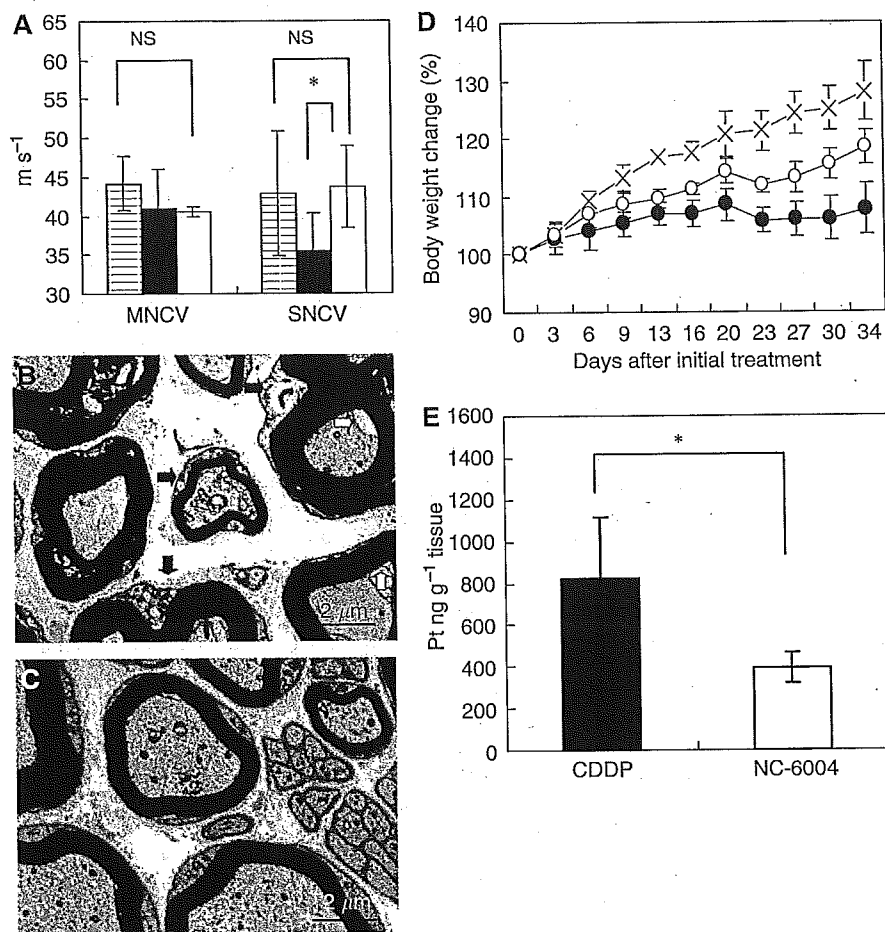 A
65
60
55
50
45
40
35
30
m s⁻¹
NS
NS
*
MNCV
SNCV
B
2 μm
C
2 μm
D
140
130
120
110
100
90
Body weight change (%)
0 3 6 9 13 16 20 23 27 30 34
Days after initial treatment
E
1600
1400
1200
1000
800
600
400
200
0
Pt ng g⁻¹ tissue
*
CDDP
NC-6004